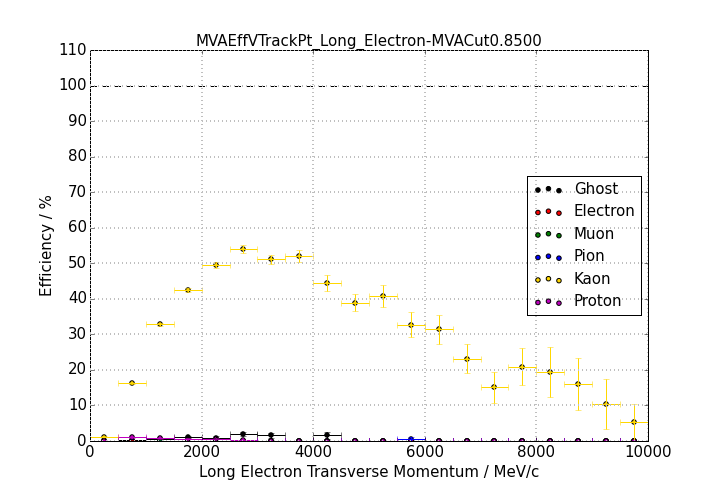 MVAEffVTrackPt_Long_Electron-MVACut0.8500
110
100
90
80
70
60
50
40
30
20
10
0
Efficiency / %
Ghost
Electron
Muon
Pion
Kaon
Proton
0 2000 4000 6000 8000 10000
Long Electron Transverse Momentum / MeV/c